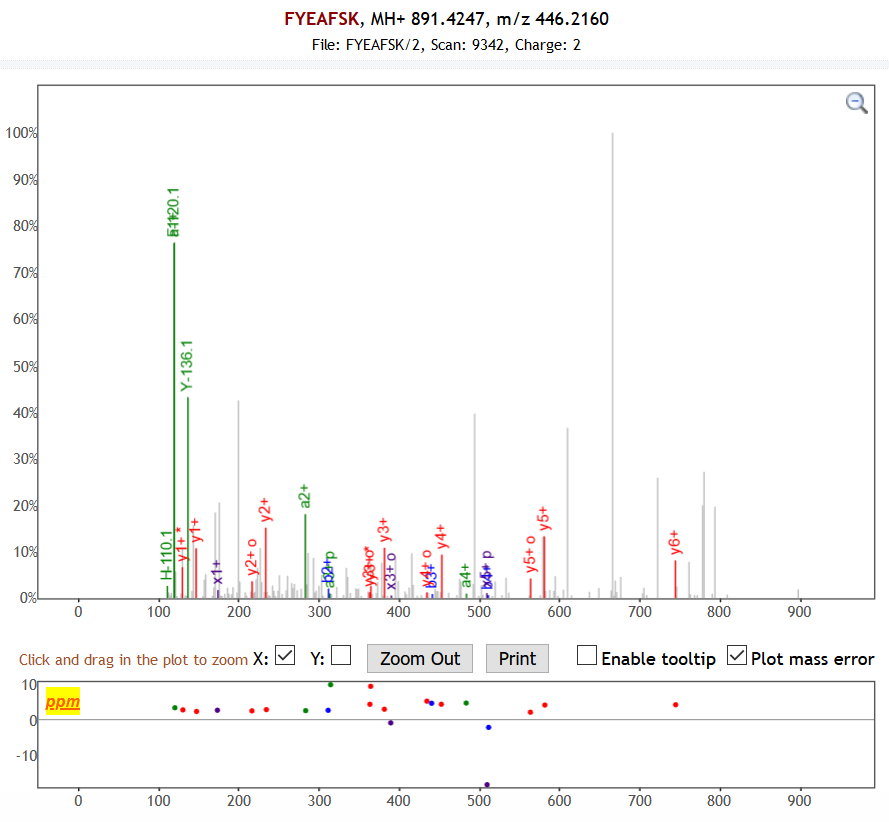 FYEAFSK, MH+ 891.4247, m/z 446.2160
File: FYEAFSK/2, Scan: 9342, Charge: 2
100%
90%
80%
70%
60%
50%
40%
30%
20%
10%
0%
H-110.1
Y-136.1
y1+*
y1+
x1+
y2+ o
y2+
a2+
b2+
y3+
x3+ o
y4+ o
b3+
y4+
a4+
y5+ o
y5+
y6+
0 100 200 300 400 500 600 700 800 900
Click and drag in the plot to zoom X: Y: Zoom Out Print Enable tooltip Plot mass error
ppm
10
0
-10
0 100 200 300 400 500 600 700 800 900